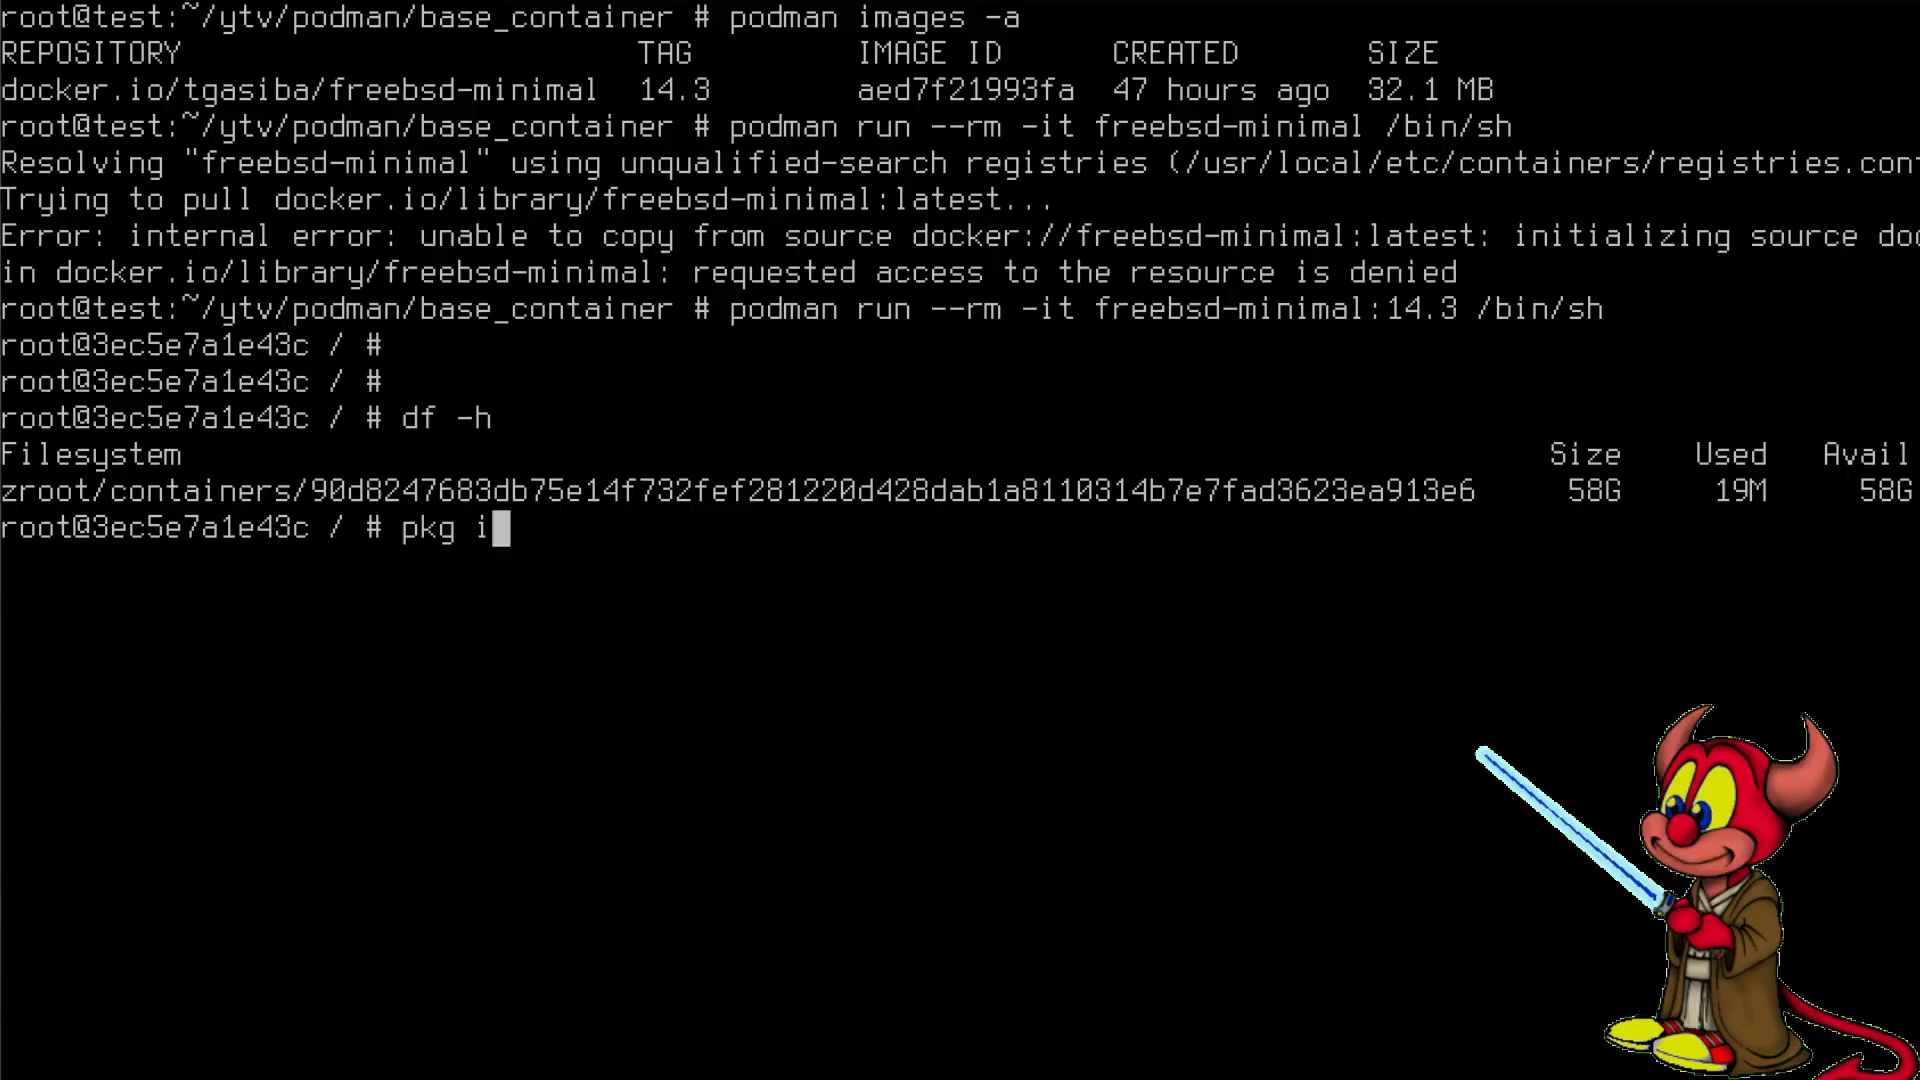 root@test:~/ytv/podman/base_container # podman images -a
REPOSITORY TAG IMAGE ID CREATED SIZE
docker.io/tgasiba/freebsd-minimal 14.3 aed7f21993fa 47 hours ago 32.1 MB
root@test:~/ytv/podman/base_container # podman run --rm -it freebsd-minimal /bin/sh
Resolving "freebsd-minimal" using unqualified-search registries (/usr/local/etc/containers/registries.conf
Trying to pull docker.io/library/freebsd-minimal:latest...
Error: internal error: unable to copy from source docker://freebsd-minimal:latest: initializing source doc
in docker.io/library/freebsd-minimal: requested access to the resource is denied
root@test:~/ytv/podman/base_container # podman run --rm -it freebsd-minimal:14.3 /bin/sh
root@3ec5e7a1e43c / #
root@3ec5e7a1e43c / #
root@3ec5e7a1e43c / # df -h
Filesystem Size Used Avail
zroot/containers/90d8247683db75e14f732fef281220d428dab1a8110314b7e7fad3623ea913e6 58G 19M 58G
root@3ec5e7a1e43c / # pkg i